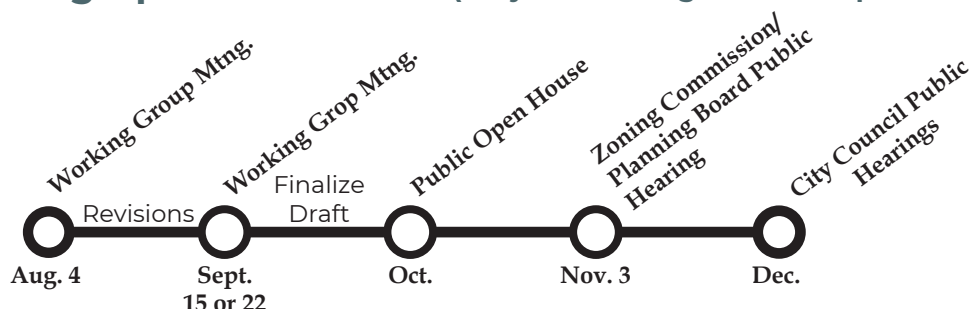 Working Group Mtng.
Working Grop Mtng.
Public Open House
Zoning Commission/
Planning Board Public
Hearing
City Council Public
Hearings
Revisions
Finalize
Draft
Aug. 4
Sept.
15 or 22
Oct.
Nov. 3
Dec.